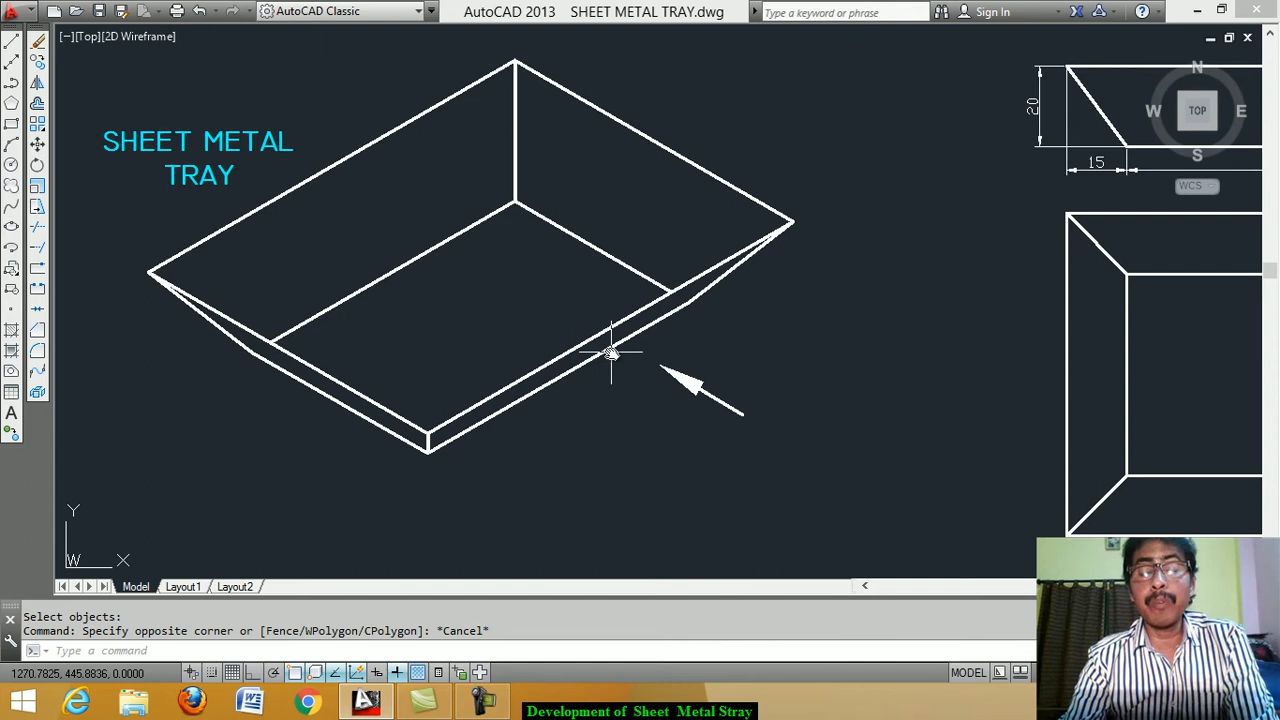 AutoCAD Classic
AutoCAD 2013 SHEET METAL TRAY.dwg
Type a keyword or phrase
Sign In
[−][Top][2D Wireframe]
SHEET METAL
TRAY
20
15
N
W
TOP
E
S
WCS
A
Y
W
X
Model
Layout1
Layout2
Select objects:
Command: Specify opposite corner or [Fence/WPolygon/CPolygon]: *Cancel*
Type a command
1270.7825, 445.8836, 0.0000
MODEL
Development of Sheet Metal Stray